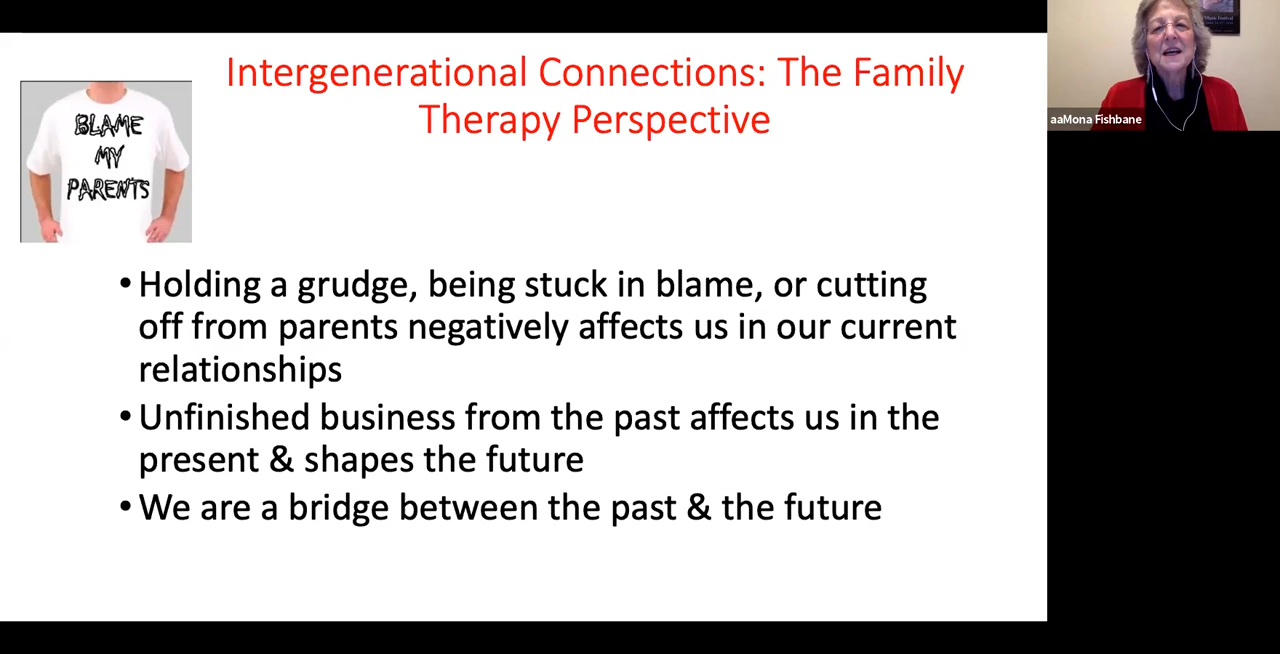 Intergenerational Connections: The Family
Therapy Perspective
BLAME
MY
PARENTS
• Holding a grudge, being stuck in blame, or cutting
off from parents negatively affects us in our current
relationships
• Unfinished business from the past affects us in the
present & shapes the future
• We are a bridge between the past & the future
aaMona Fishbane